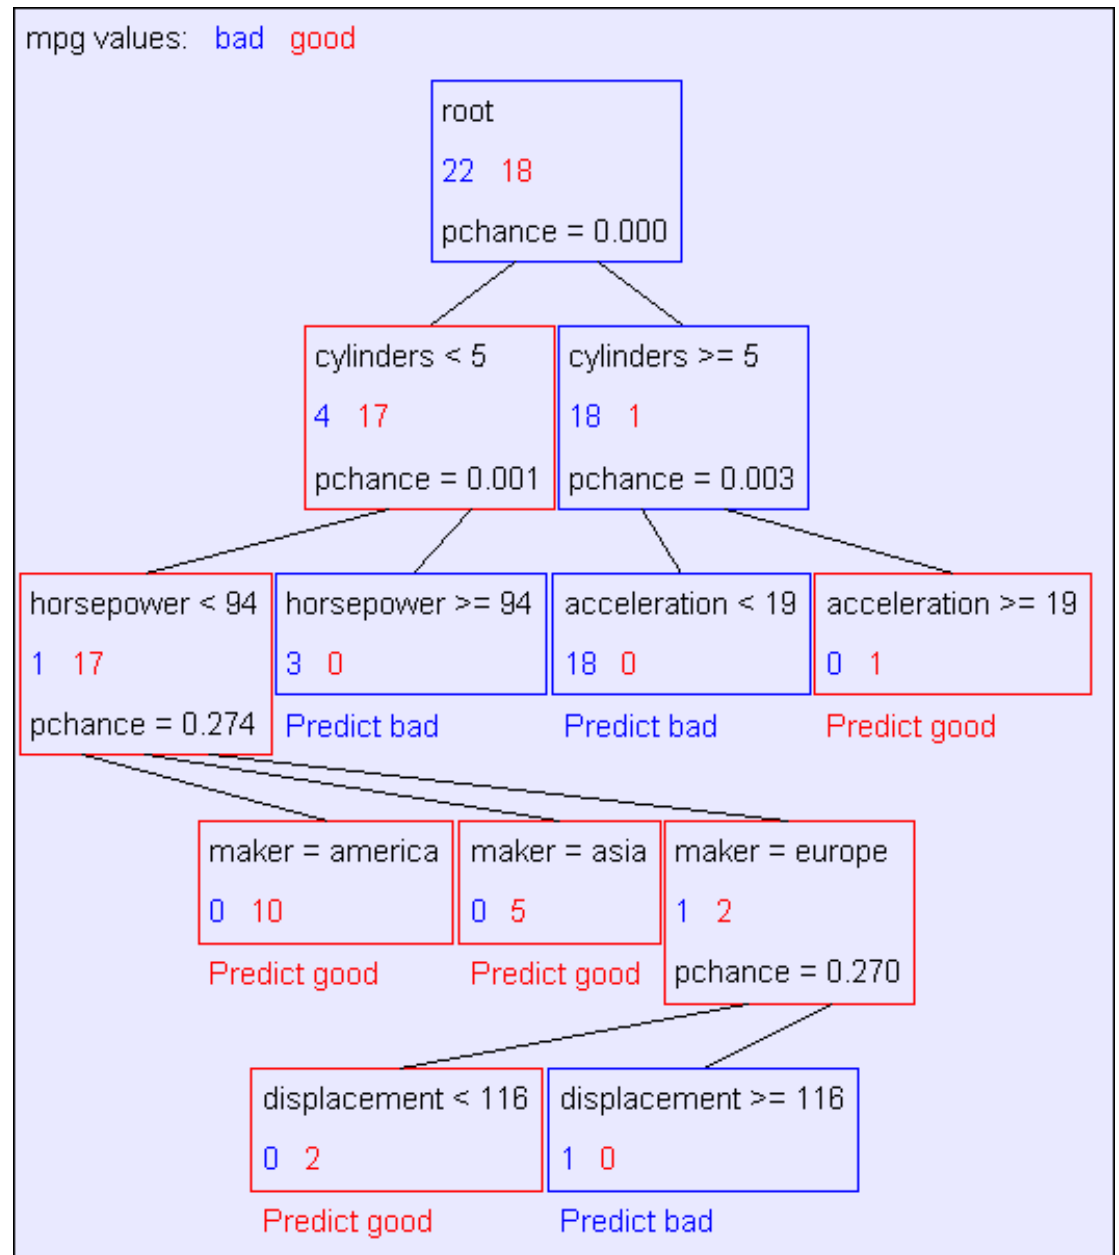 mpg values: bad good
root
22 18
pchance = 0.000
cylinders < 5
4 17
pchance = 0.001
cylinders >= 5
18 1
pchance = 0.003
horsepower < 94
1 17
pchance = 0.274
horsepower >= 94
3 0
Predict bad
acceleration < 19
18 0
Predict bad
acceleration >= 19
0 1
Predict good
maker = america
0 10
Predict good
maker = asia
0 5
Predict good
maker = europe
1 2
pchance = 0.270
displacement < 116
0 2
Predict good
displacement >= 116
1 0
Predict bad